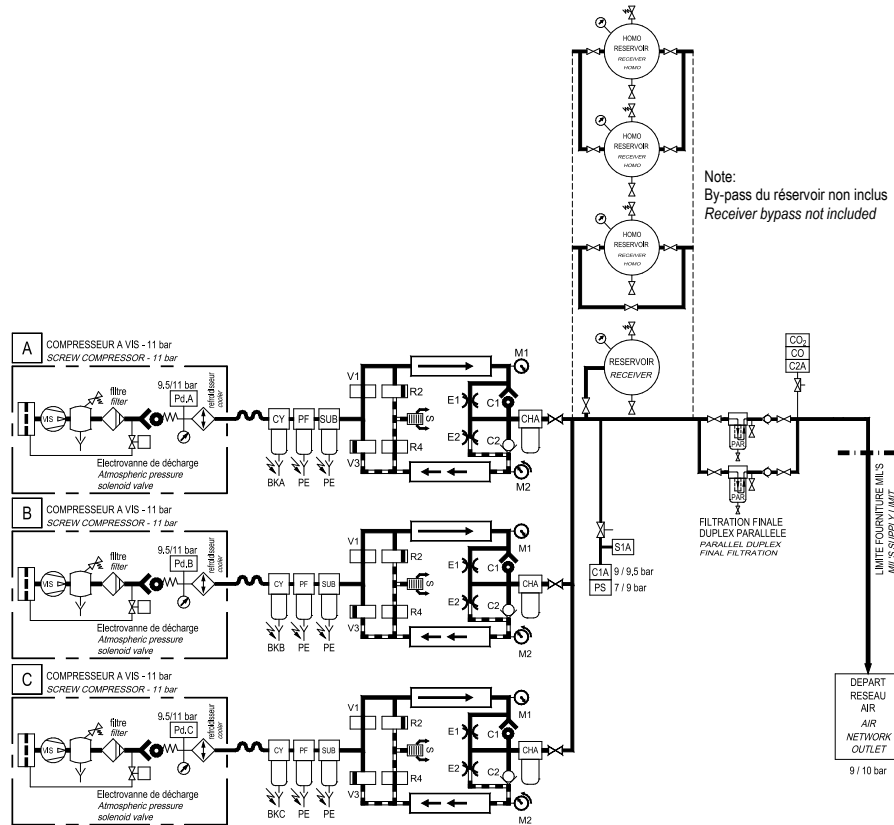 HOMO
RESERVOIR
RECEIVER
HOMO
HOMO
RESERVOIR
RECEIVER
HOMO
Note:
By-pass du réservoir non inclus
Receiver bypass not included
HOMO
RESERVOIR
RECEIVER
HOMO
RESERVOIR
RECEIVER
CO2
CO
C2A
A
COMPRESSEUR A VIS - 11 bar
SCREW COMPRESSOR - 11 bar
VIS
filtre
filter
9.5/11 bar
Pd.A
refroidisseur
cooler
Electrovanne de décharge
Atmospheric pressure
solenoid valve
CY
PF
SUB
BKA
PE
PE
V1
R2
S
V3
R4
E1
C1
E2
C2
M1
M2
CHA
PAR
PAR
FILTRATION FINALE
DUPLEX PARALLELE
PARALLEL DUPLEX
FINAL FILTRATION
LIMITE FOURNITURE MIL'S
MIL'S SUPPLY LIMIT
S1A
C1A 9 / 9,5 bar
PS 7 / 9 bar
B
COMPRESSEUR A VIS - 11 bar
SCREW COMPRESSOR - 11 bar
VIS
filtre
filter
9.5/11 bar
Pd.B
refroidisseur
cooler
Electrovanne de décharge
Atmospheric pressure
solenoid valve
CY
PF
SUB
BKB
PE
PE
V1
R2
S
V3
R4
E1
C1
E2
C2
M1
M2
CHA
C
COMPRESSEUR A VIS - 11 bar
SCREW COMPRESSOR - 11 bar
VIS
filtre
filter
9.5/11 bar
Pd.C
refroidisseur
cooler
Electrovanne de décharge
Atmospheric pressure
solenoid valve
CY
PF
SUB
BKC
PE
PE
V1
R2
S
V3
R4
E1
C1
E2
C2
M1
M2
CHA
DEPART
RESEAU
AIR
AIR
NETWORK
OUTLET
9 / 10 bar